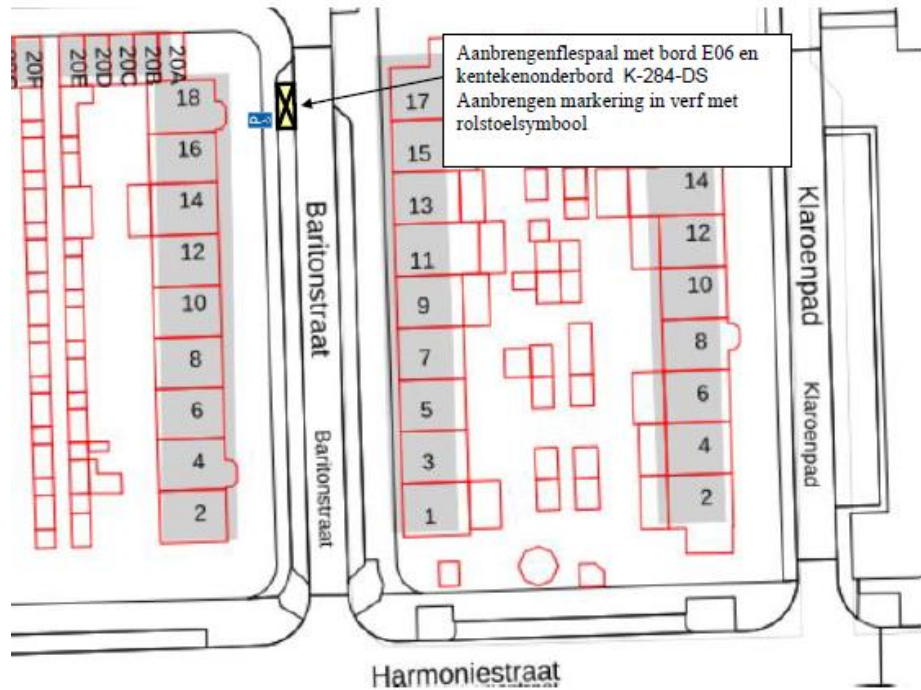 20F
20E
20D
20C
20B
20A
Aanbrengenflespaal met bord E06 en
kentekenonderbord K-284-DS
Aanbrengen markering in verf met
rolstoelsymbool
P
18
16
14
12
10
8
6
4
2
Baritonstraat
Baritonstraat
17
15
13
11
9
7
5
3
1
14
12
10
8
6
4
2
Klaroenpad
Klaroenpad
Harmoniestraat